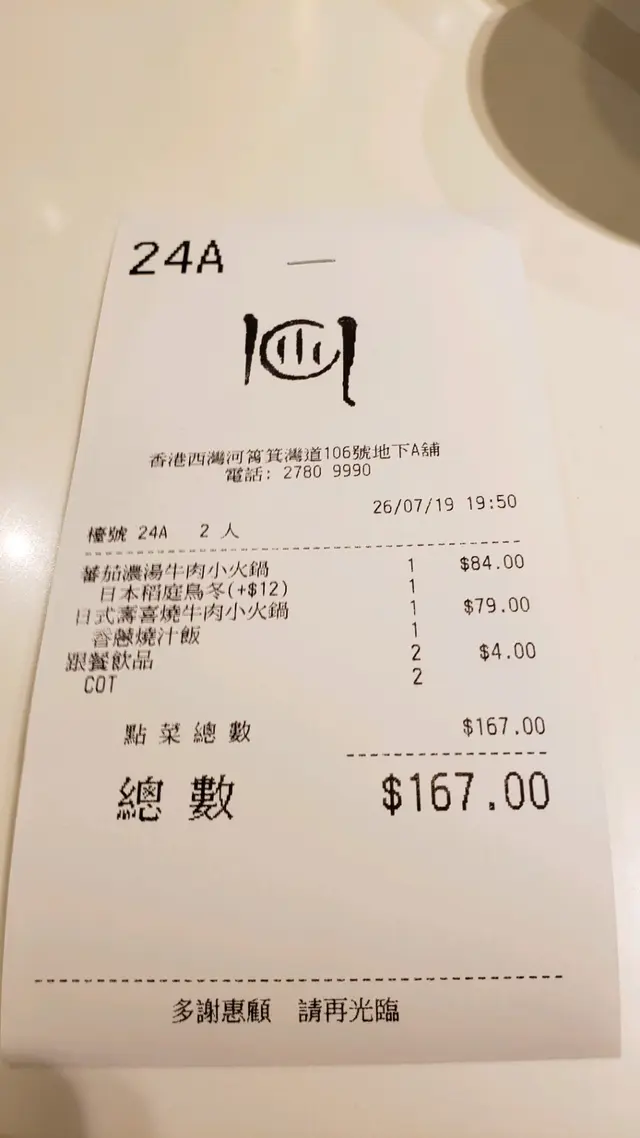 24A
香港西灣河筲箕灣道106號地下A舖
電話: 2780 9990
26/07/19 19:50
檯號 24A 2 人
蕃茄濃湯牛肉小火鍋 1 $84.00
日本稻庭烏冬(+$12) 1
日式壽喜燒牛肉小火鍋 1 $79.00
香蔥燒汁飯 1
跟餐飲品 2 $4.00
COT 2
點菜總數 $167.00
總數 $167.00
多謝惠顧 請再光臨